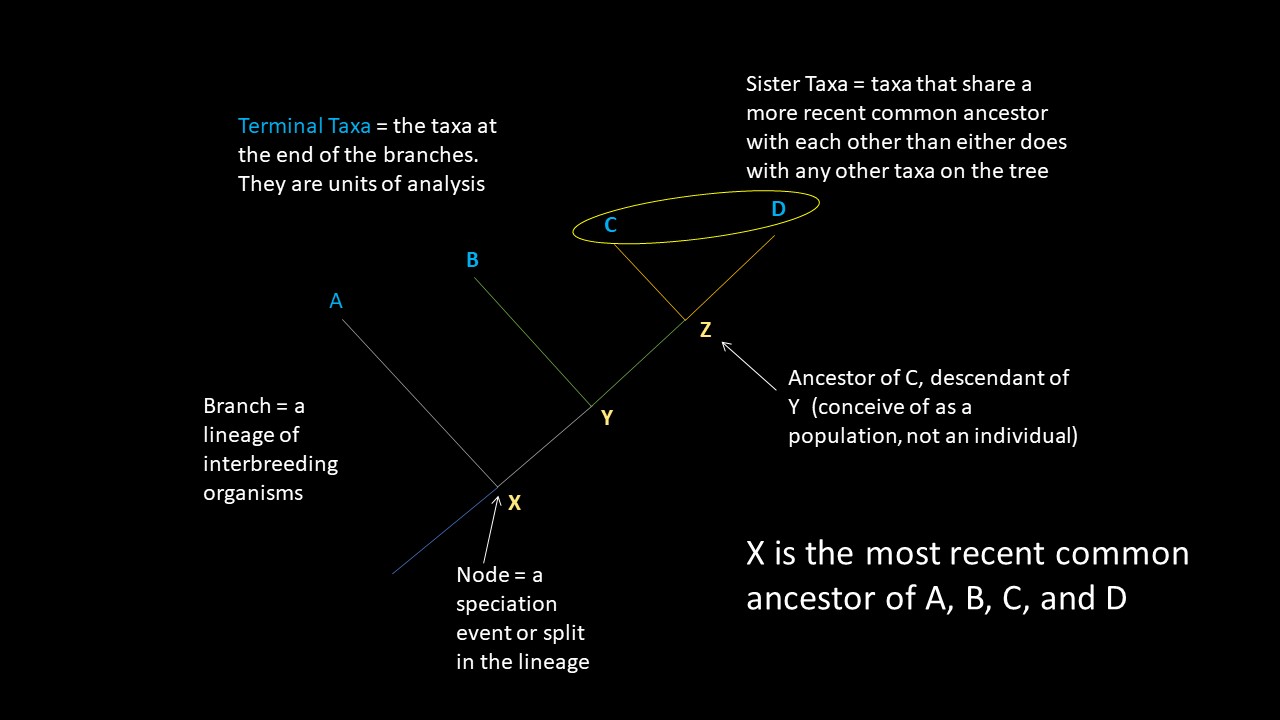 Sister Taxa = taxa that share a
more recent common ancestor
with each other than either does
with any other taxa on the tree
Terminal Taxa = the taxa at
the end of the branches.
They are units of analysis
D
C
B
A
Z
Ancestor of C, descendant of
Y (conceive of as a
population, not an individual)
Branch = a
lineage of
interbreeding
organisms
Y
X
X is the most recent common
ancestor of A, B, C, and D
Node = a
speciation
event or split
in the lineage